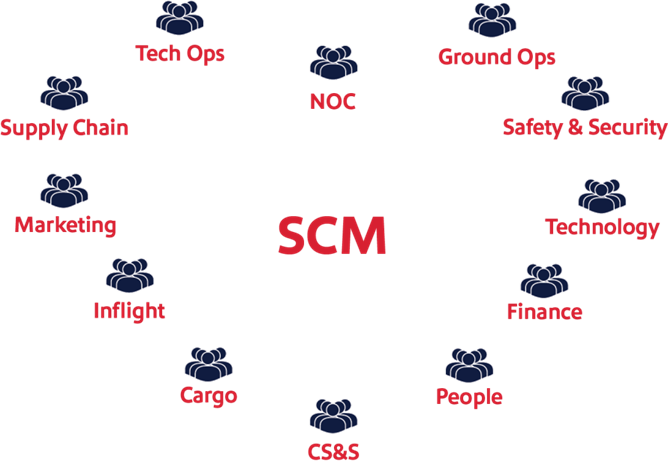 Tech Ops
Ground Ops
NOC
Supply Chain
Safety & Security
Marketing
Technology
SCM
Inflight
Finance
Cargo
People
CS&S